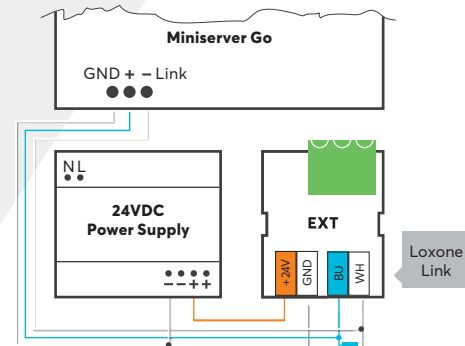 Miniserver Go
GND + – Link
N L
24VDC
Power Supply
– – + +
EXT
+24V
GND
BU
WH
Loxone
Link